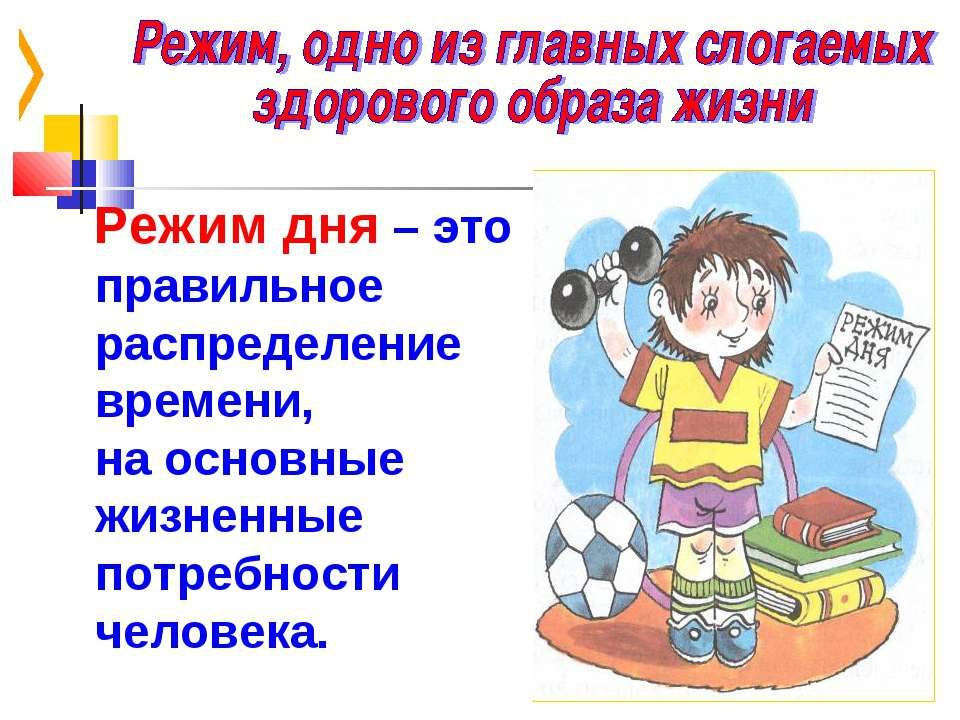 Режим, одно из главных слогаемых
здорового образа жизни
Режим дня – это
правильное
распределение
времени,
на основные
жизненные
потребности
человека.
РЕЖИМ
ДНЯ